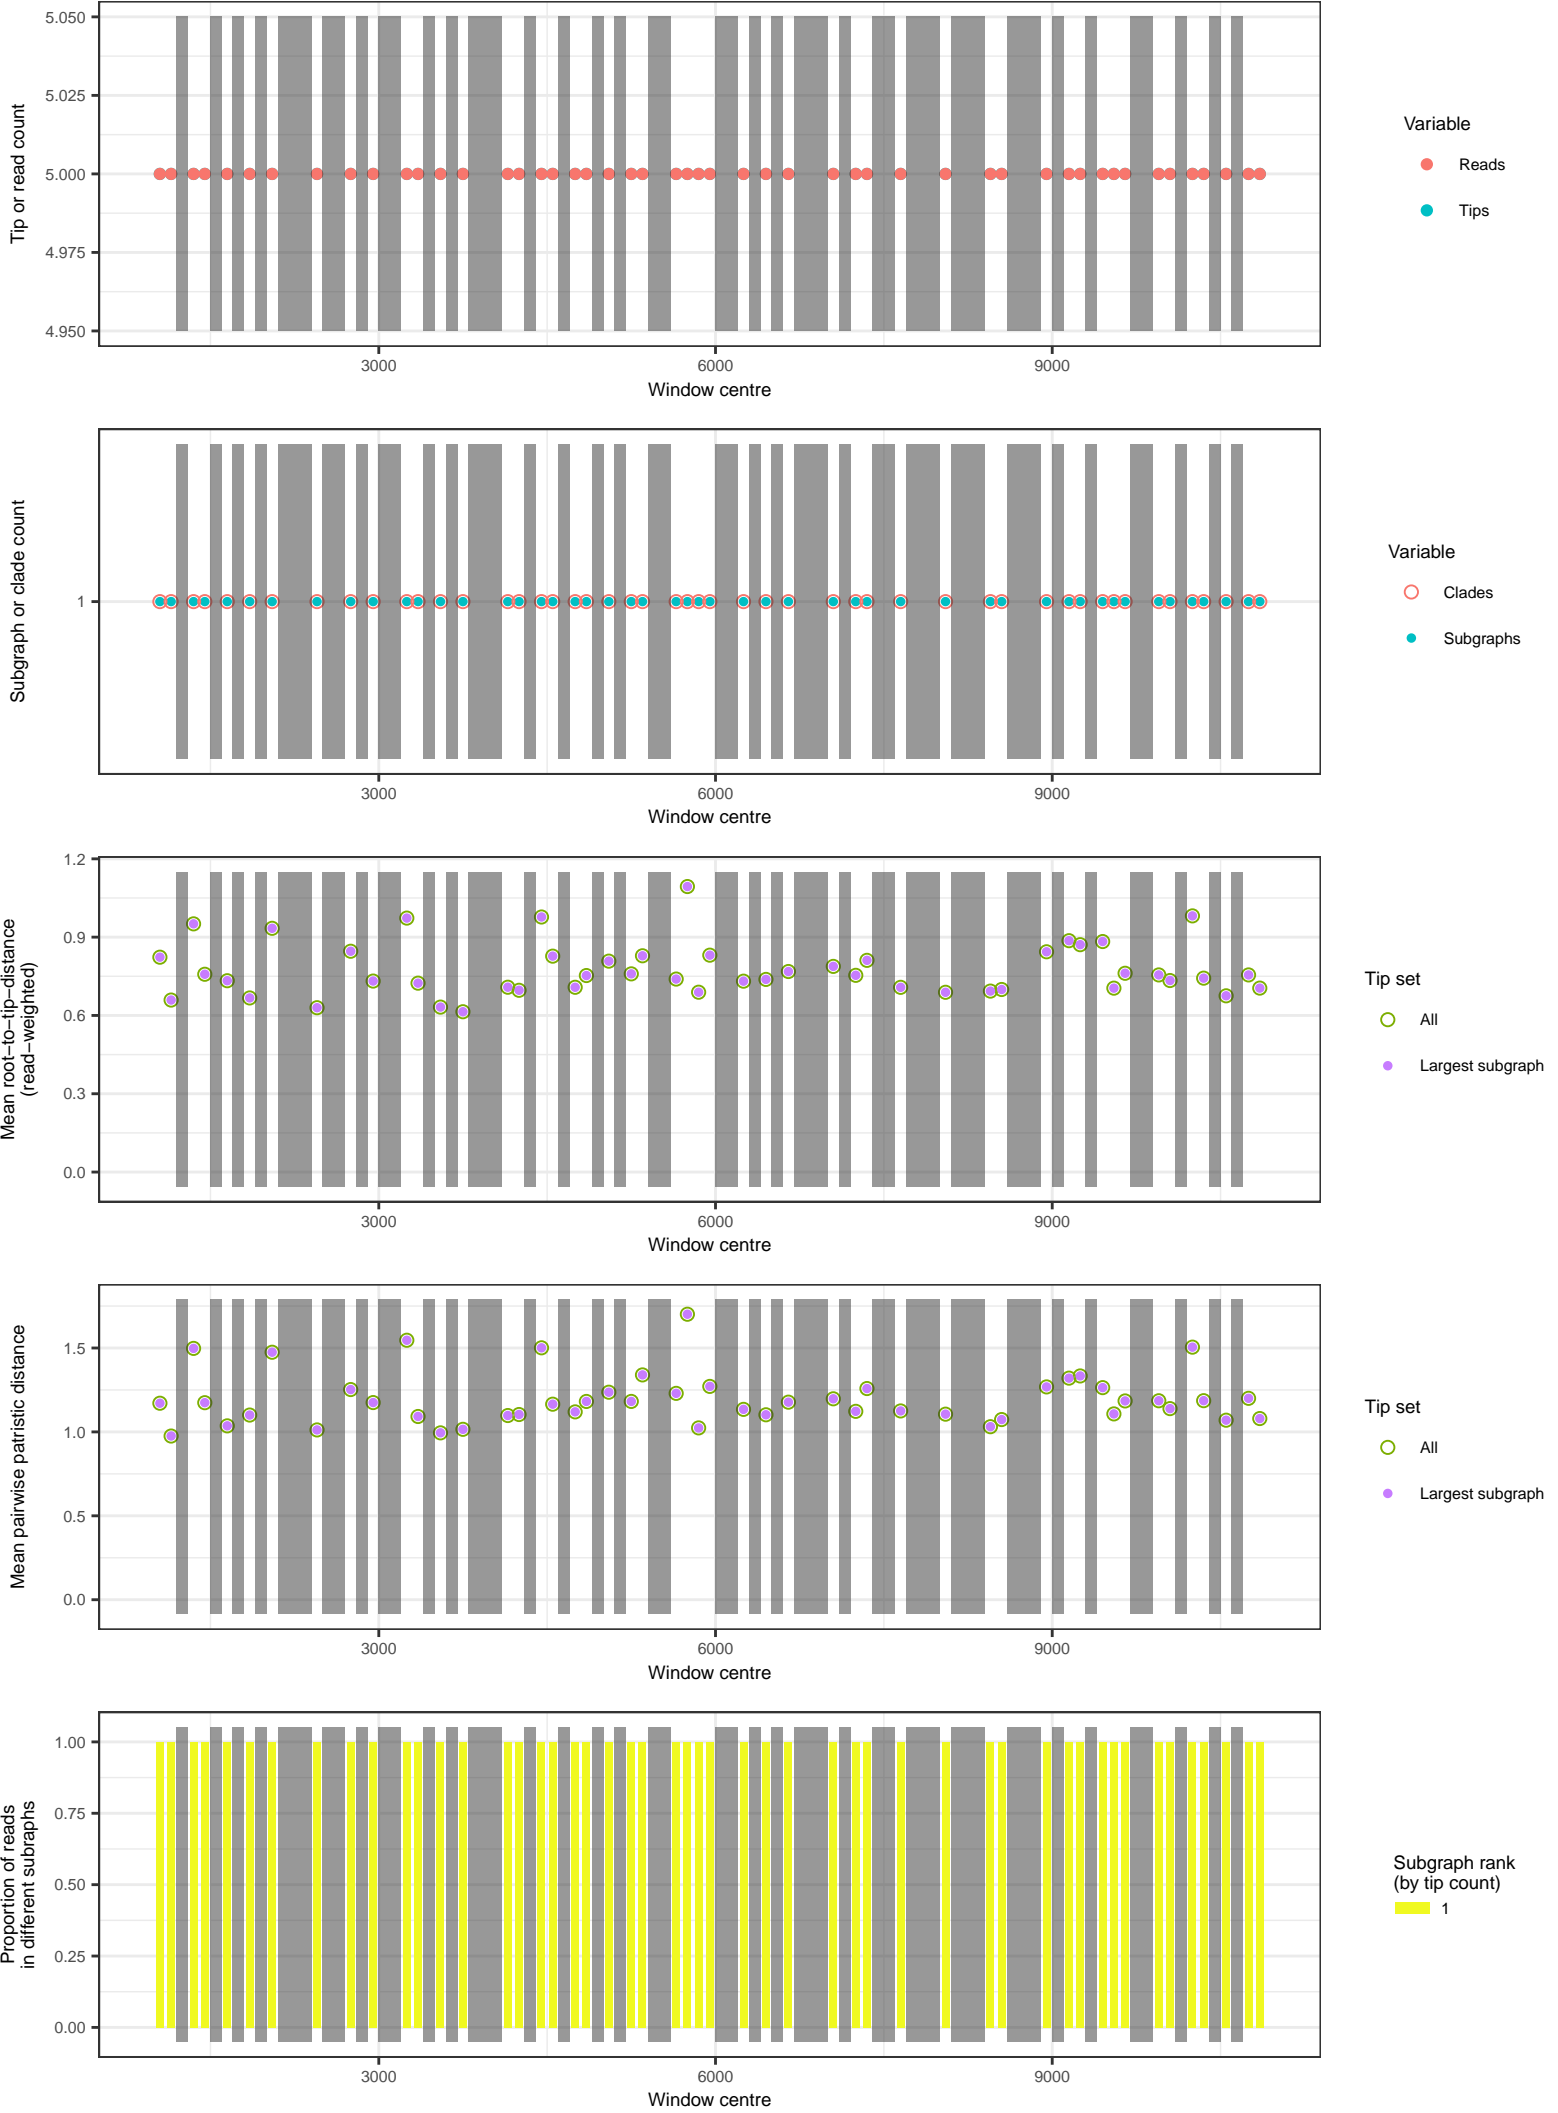 5.050
5.025
5.000
4.975
4.950
Tip or read count
3000
6000
9000
Window centre
Variable
Reads
Tips
1
Subgraph or clade count
3000
6000
9000
Window centre
Variable
Clades
Subgraphs
1.2
0.9
0.6
0.3
0.0
Mean root−to−tip−distance
(read−weighted)
3000
6000
9000
Window centre
Tip set
All
Largest subgraph
1.5
1.0
0.5
0.0
Mean pairwise patristic distance
3000
6000
9000
Window centre
Tip set
All
Largest subgraph
1.00
0.75
0.50
0.25
0.00
Proportion of reads
in different subraphs
3000
6000
9000
Window centre
Subgraph rank
(by tip count)
1